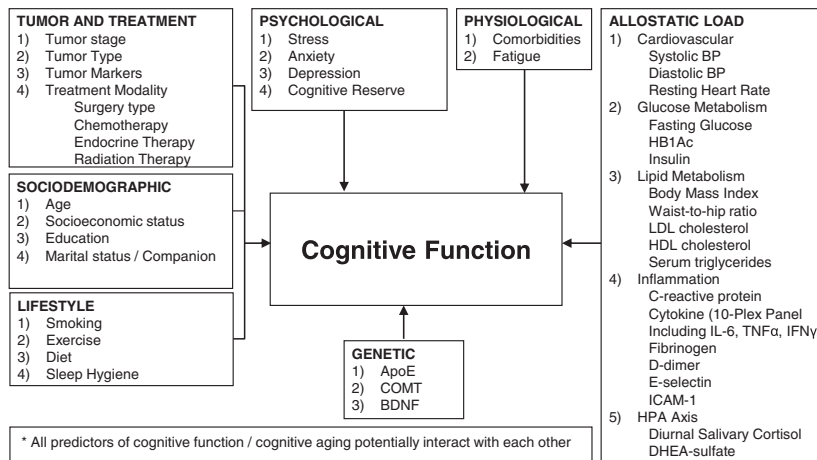 TUMOR AND TREATMENT
1) Tumor stage
2) Tumor Type
3) Tumor Markers
4) Treatment Modality
Surgery type
Chemotherapy
Endocrine Therapy
Radiation Therapy
SOCIODEMOGRAPHIC
1) Age
2) Socioeconomic status
3) Education
4) Marital status / Companion
LIFESTYLE
1) Smoking
2) Exercise
3) Diet
4) Sleep Hygiene
PSYCHOLOGICAL
1) Stress
2) Anxiety
3) Depression
4) Cognitive Reserve
PHYSIOLOGICAL
1) Comorbidities
2) Fatigue
Cognitive Function
GENETIC
1) ApoE
2) COMT
3) BDNF
ALLOSTATIC LOAD
1) Cardiovascular
Systolic BP
Diastolic BP
Resting Heart Rate
2) Glucose Metabolism
Fasting Glucose
HB1Ac
Insulin
3) Lipid Metabolism
Body Mass Index
Waist-to-hip ratio
LDL cholesterol
HDL cholesterol
Serum triglycerides
4) Inflammation
C-reactive protein
Cytokine (10-Plex Panel
Including IL-6, TNFα, IFNγ
Fibrinogen
D-dimer
E-selectin
ICAM-1
5) HPA Axis
Diurnal Salivary Cortisol
DHEA-sulfate
* All predictors of cognitive function / cognitive aging potentially interact with each other